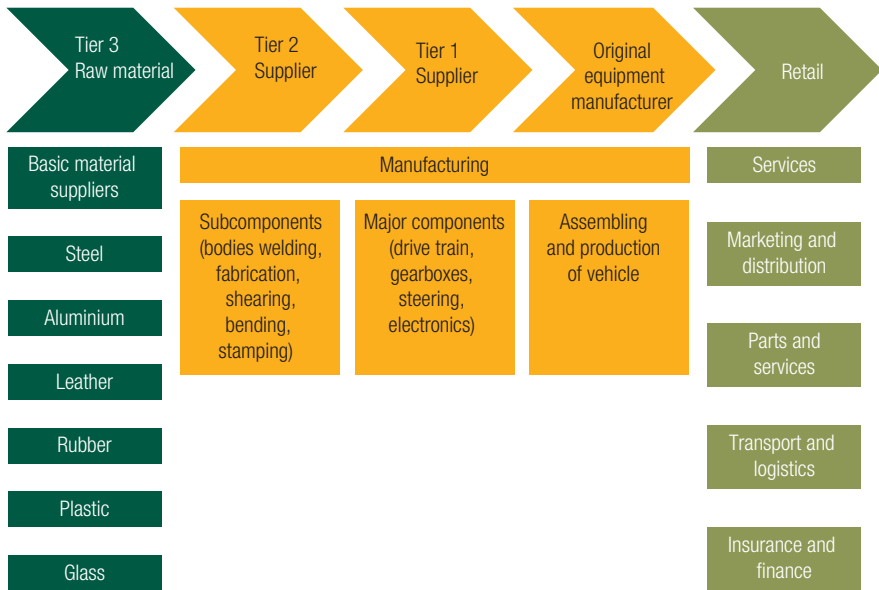 Tier 3
Raw material
Tier 2
Supplier
Tier 1
Supplier
Original
equipment
manufacturer
Retail
Basic material
suppliers
Steel
Aluminium
Leather
Rubber
Plastic
Glass
Manufacturing
Subcomponents
(bodies welding,
fabrication,
shearing,
bending,
stamping)
Major components
(drive train,
gearboxes,
steering,
electronics)
Assembling
and production
of vehicle
Services
Marketing and
distribution
Parts and
services
Transport and
logistics
Insurance and
finance